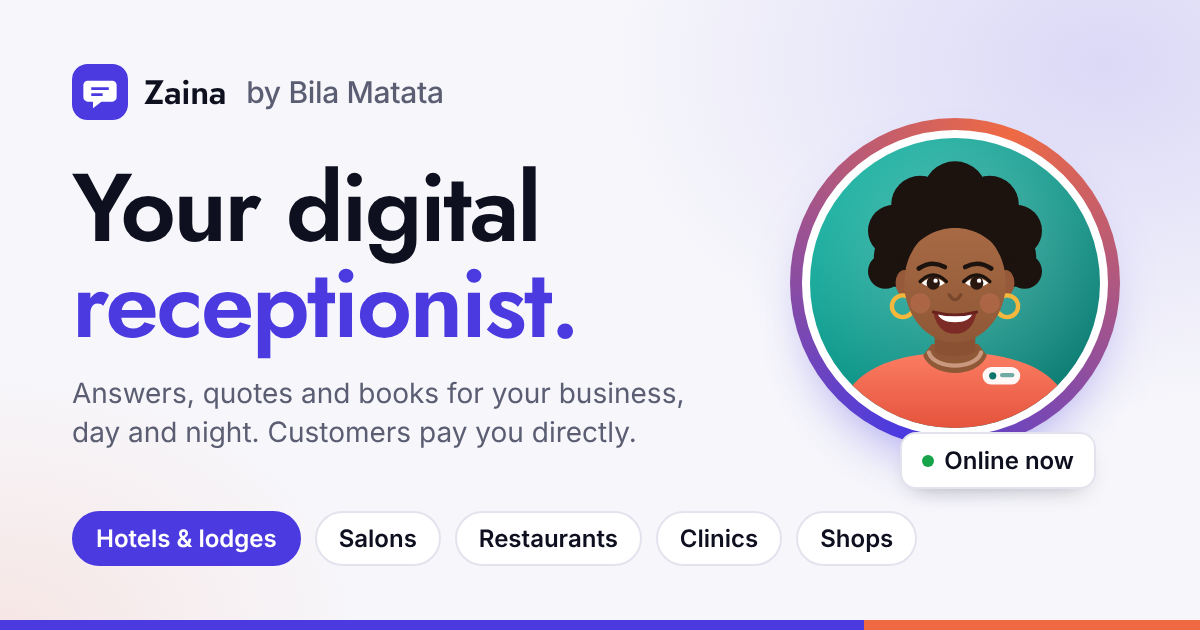 Zaina by Bila Matata
Your digital
receptionist.
Answers, quotes and books for your business,
day and night. Customers pay you directly.
Online now
Hotels & lodges
Salons
Restaurants
Clinics
Shops